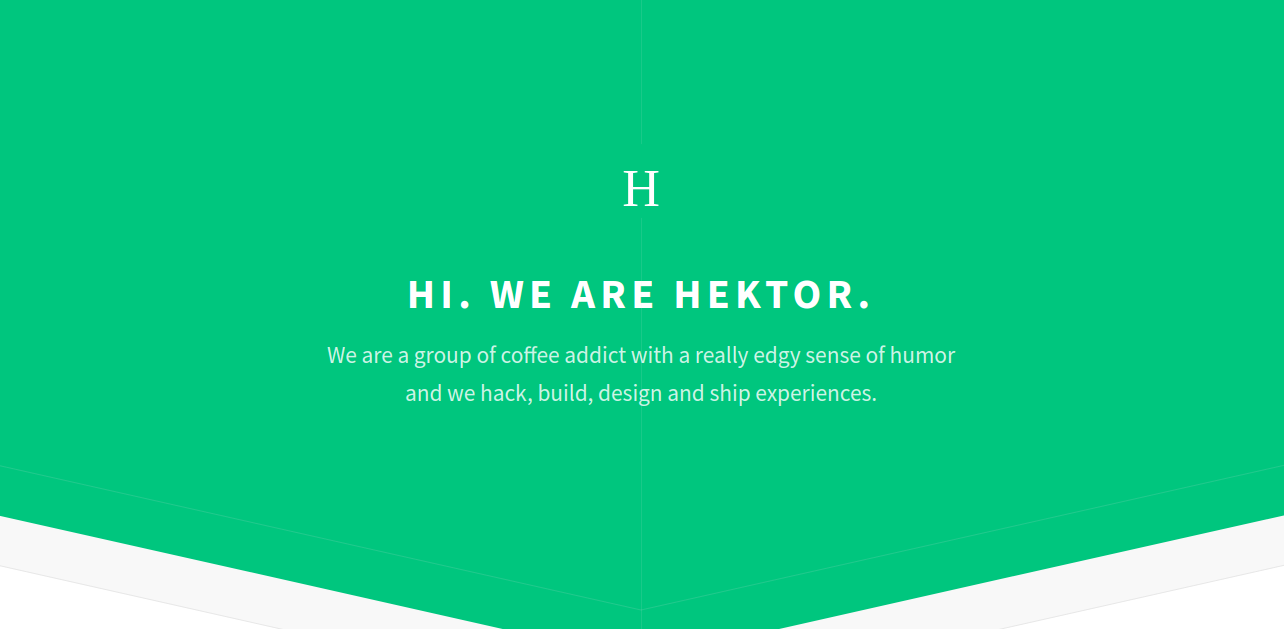 H
HI. WE ARE HEKTOR.
We are a group of coffee addict with a really edgy sense of humor
and we hack, build, design and ship experiences.